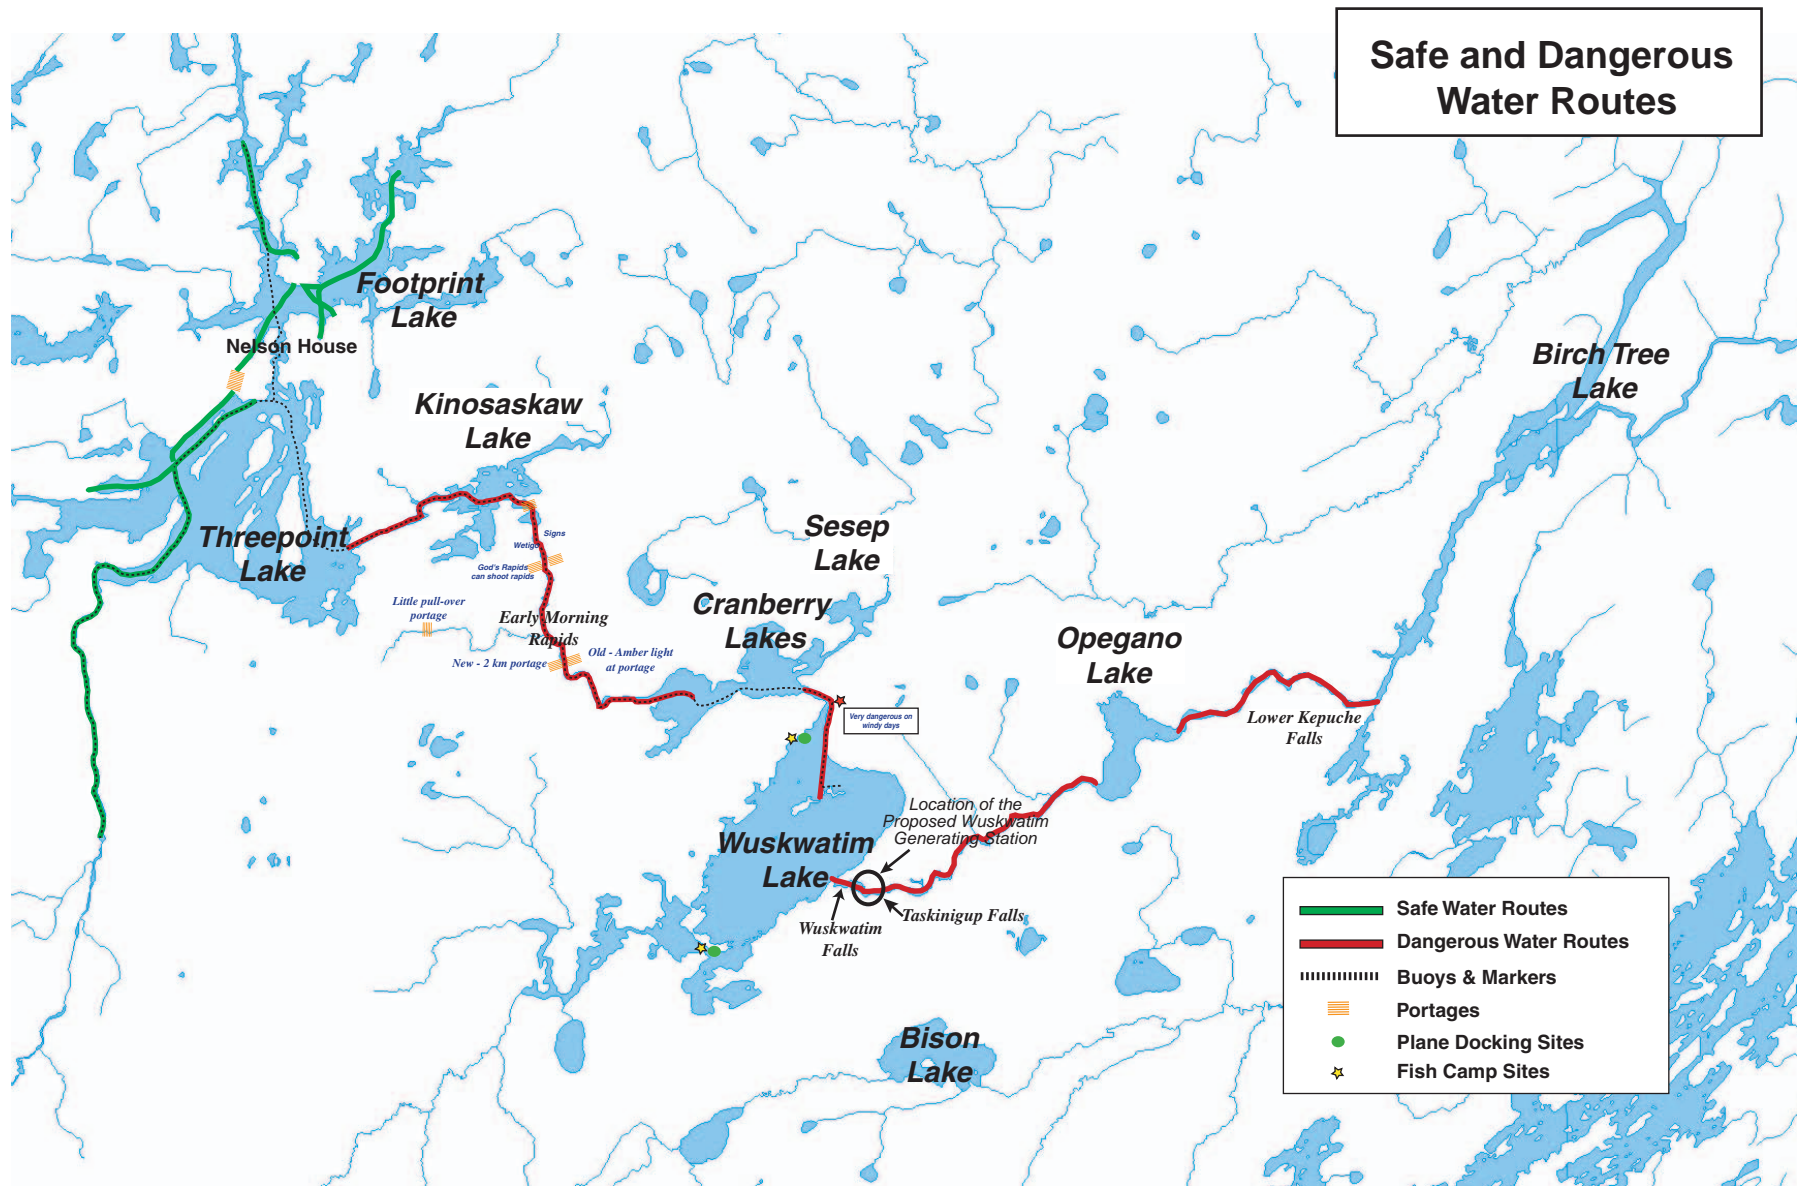 Safe and Dangerous
Water Routes
Footprint
Lake
Nelson House
Birch Tree
Lake
Kinosaskaw
Lake
Threepoint
Lake
Signs
Wetigo
God's Rapids
can shoot rapids
Sesep
Lake
Little pull-over
portage
Early Morning
Rapids
Cranberry
Lakes
New - 2 km portage
Old - Amber light
at portage
Opegano
Lake
Very dangerous on
windy days
Lower Kepuche
Falls
Location of the
Proposed Wuskwatim
Generating Station
Wuskwatim
Lake
Taskinigup Falls
Wuskwatim
Falls
Bison
Lake
Safe Water Routes
Dangerous Water Routes
Buoys & Markers
Portages
Plane Docking Sites
Fish Camp Sites